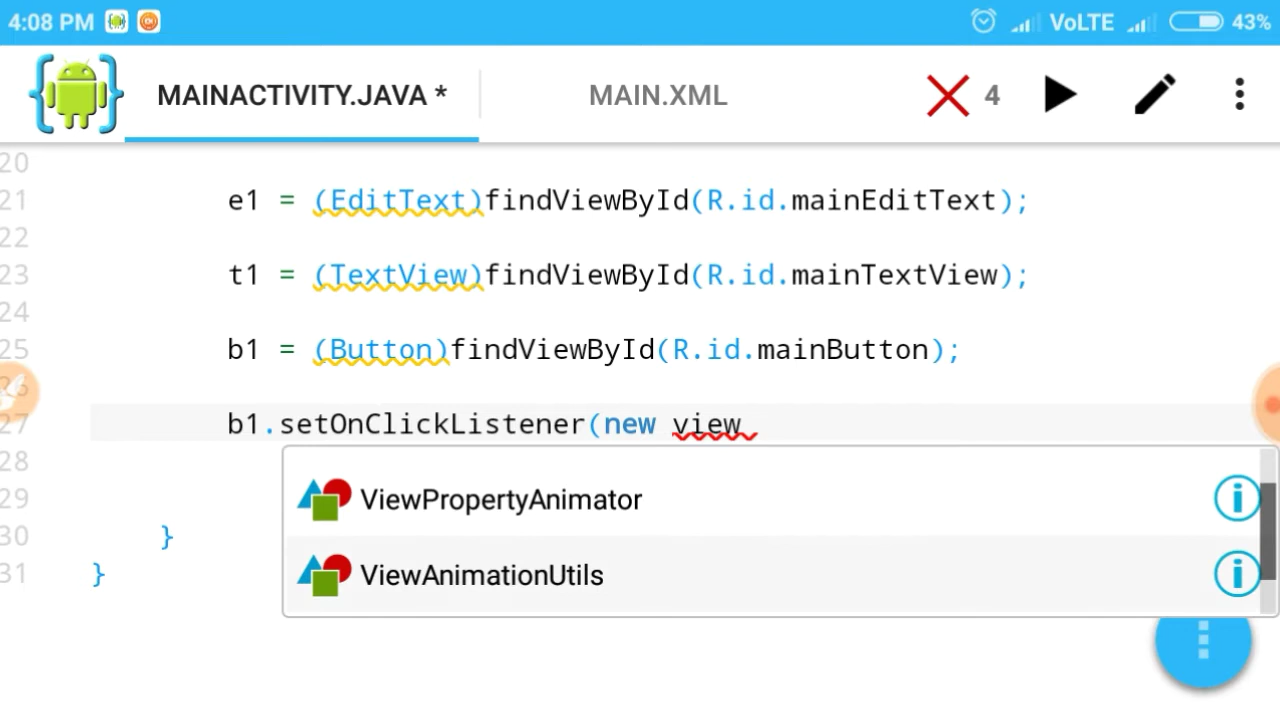 4:08 PM VoLTE 43%
MAINACTIVITY.JAVA * MAIN.XML 4
20
21 e1 = (EditText)findViewById(R.id.mainEditText);
22
23 t1 = (TextView)findViewById(R.id.mainTextView);
24
25 b1 = (Button)findViewById(R.id.mainButton);
26
27 b1.setOnClickListener(new view
28
29 ViewPropertyAnimator
30 }
ViewAnimationUtils
31 }